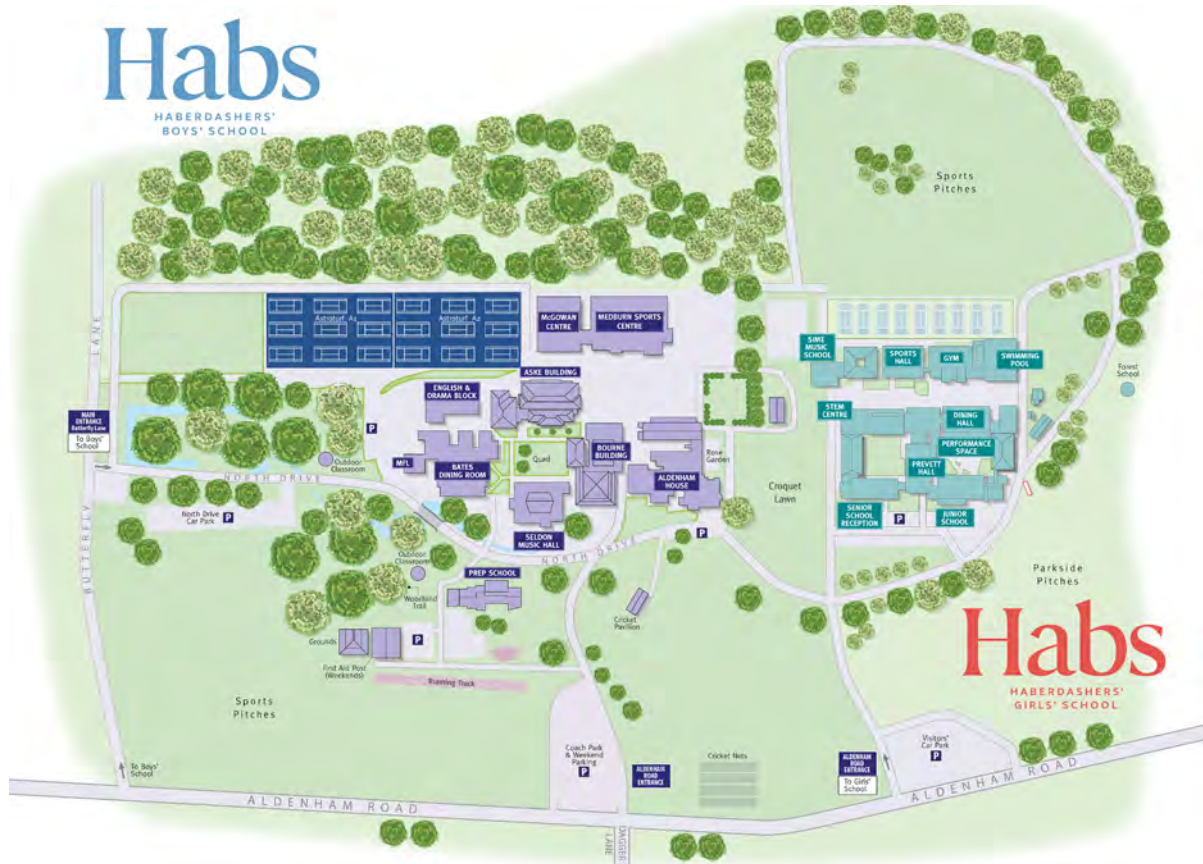 Habs
HABERDASHERS'
BOYS' SCHOOL
Sports
Pitches
Astroturf A1
Astroturf A2
McGOWAN
CENTRE
MEDBURN SPORTS
CENTRE
SIME
MUSIC
SCHOOL
SPORTS
HALL
GYM
SWIMMING
POOL
Forest
School
BUTTERFLY LANE
MAIN
ENTRANCE
Butterfly Lane
To Boys'
School
ENGLISH &
DRAMA BLOCK
ASKE BUILDING
P
MFL
BATES
DINING ROOM
Quad
BOURNE
BUILDING
ALDENHAM
HOUSE
Rose
Garden
Croquet
Lawn
STEM
CENTRE
DINING
HALL
PERFORMANCE
SPACE
PREVETT
HALL
SENIOR
SCHOOL
RECEPTION
P
JUNIOR
SCHOOL
Outdoor
Classroom
NORTH DRIVE
North Drive
Car Park
P
SELDON
MUSIC HALL
NORTH DRIVE
P
Outdoor
Classroom
Woodland
Trail
PREP SCHOOL
Cricket
Pavilion
Parkside
Pitches
Grounds
P
First Aid Post
(Weekends)
Running Track
Habs
HABERDASHERS'
GIRLS' SCHOOL
Sports
Pitches
To Boys'
School
Coach Park
& Weekend
Parking
P
ALDENHAM
ROAD
ENTRANCE
Cricket Nets
ALDENHAM
ROAD
ENTRANCE
To Girls'
School
Visitors'
Car Park
P
ALDENHAM ROAD
ALDENHAM ROAD
DAGGER
LANE